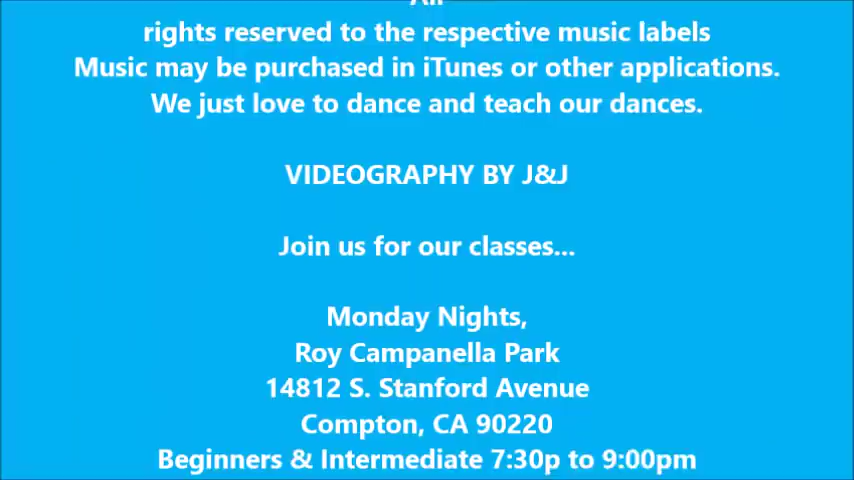 All
rights reserved to the respective music labels
Music may be purchased in iTunes or other applications.
We just love to dance and teach our dances.
VIDEOGRAPHY BY J&J
Join us for our classes...
Monday Nights,
Roy Campanella Park
14812 S. Stanford Avenue
Compton, CA 90220
Beginners & Intermediate 7:30p to 9:00pm